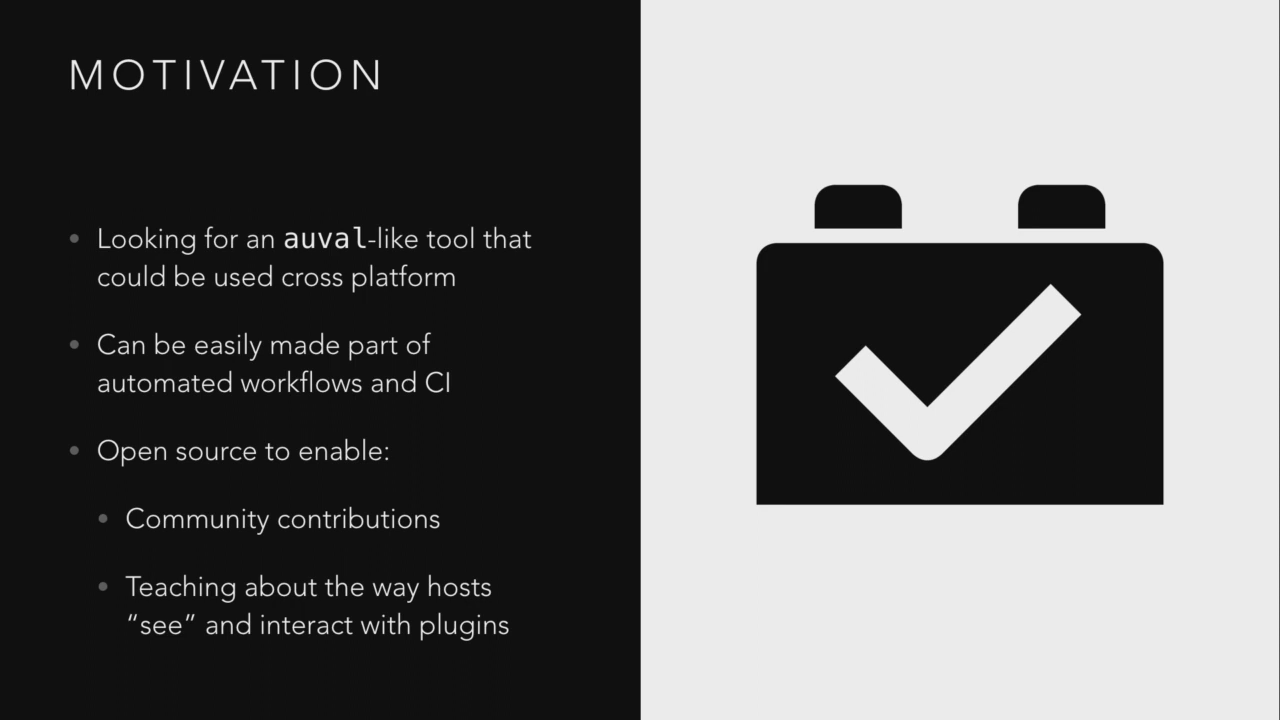 MOTIVATION
• Looking for an auval-like tool that
could be used cross platform
• Can be easily made part of
automated workflows and CI
• Open source to enable:
• Community contributions
• Teaching about the way hosts
“see” and interact with plugins